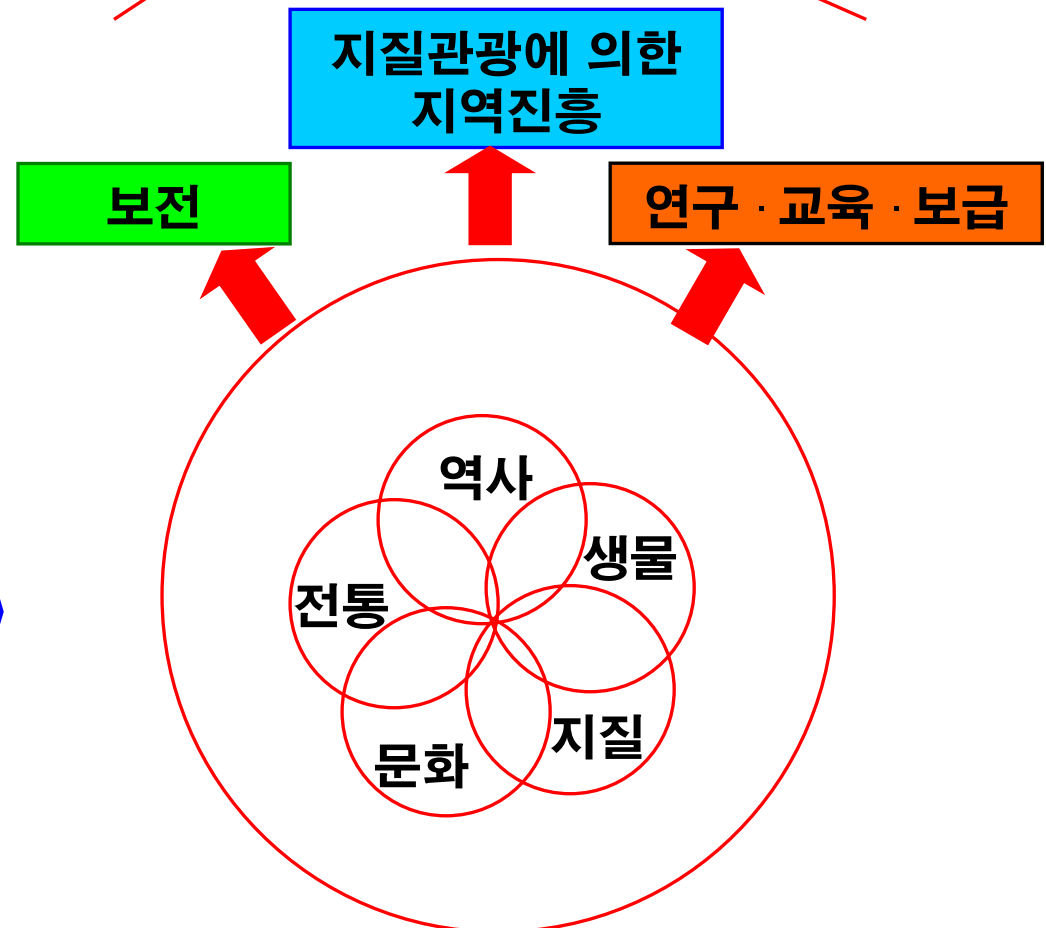 지질관광에 의한
지역진흥
보전
연구 · 교육 · 보급
역사
생물
전통
지질
문화